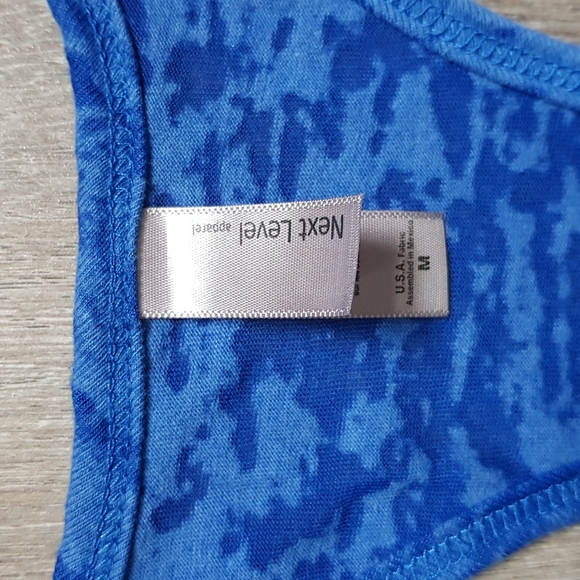 Next Level
apparel
M
U.S.A. Fabric
Assembled in Mexico